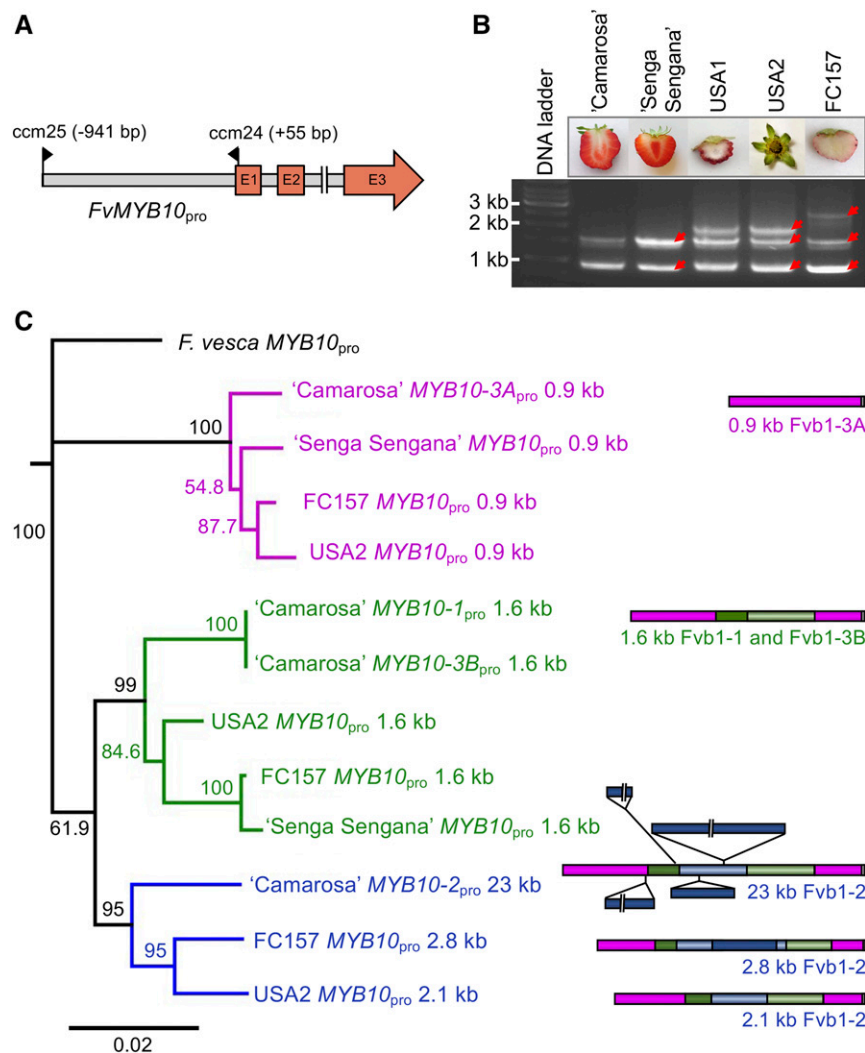 A
ccm25 (-941 bp)
ccm24 (+55 bp)
E1
E2
E3
FvMYB10pro
B
DNA ladder
'Camarosa'
'Senga
Sengana'
USA1
USA2
FC157
3 kb
2 kb
1 kb
C
F. vesca MYB10pro
'Camarosa' MYB10-3Apro 0.9 kb
100
0.9 kb Fvb1-3A
'Senga Sengana' MYB10pro 0.9 kb
54.8
FC157 MYB10pro 0.9 kb
87.7
100
USA2 MYB10pro 0.9 kb
'Camarosa' MYB10-1pro 1.6 kb
100
1.6 kb Fvb1-1 and Fvb1-3B
'Camarosa' MYB10-3Bpro 1.6 kb
99
USA2 MYB10pro 1.6 kb
84.6
FC157 MYB10pro 1.6 kb
100
61.9
'Senga Sengana' MYB10pro 1.6 kb
'Camarosa' MYB10-2pro 23 kb
23 kb Fvb1-2
95
FC157 MYB10pro 2.8 kb
95
2.8 kb Fvb1-2
USA2 MYB10pro 2.1 kb
2.1 kb Fvb1-2
0.02